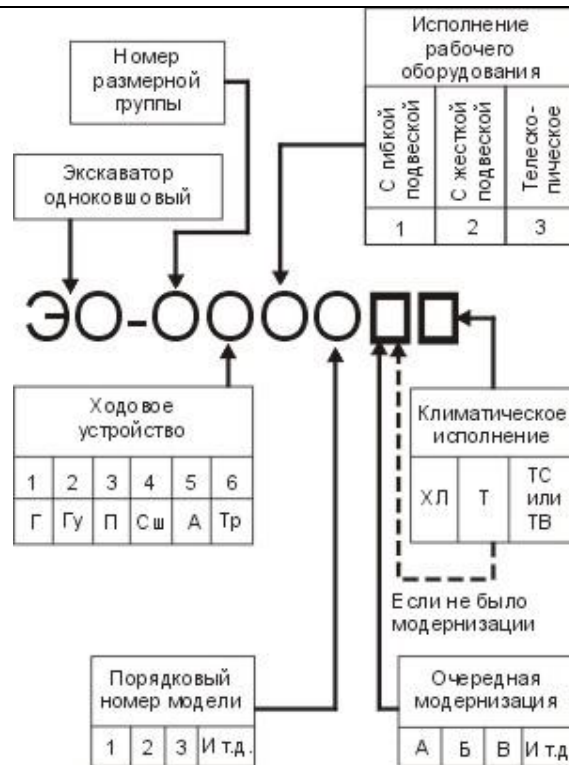 Номер
размерной
группы
Исполнение
рабочего
оборудования
С гибкой подвеской
С жесткой подвеской
Телеско-
пическое
1 2 3
Экскаватор
одноковшовый
ЭО-ОООО
Ходовое
устройство
1 2 3 4 5 6
Г Гу П Сш А Тр
Климатическое
исполнение
ХЛ Т ТС или ТВ
Если не было
модернизации
Порядковый
номер модели
1 2 3 И т.д.
Очередная
модернизация
А Б В И т.д